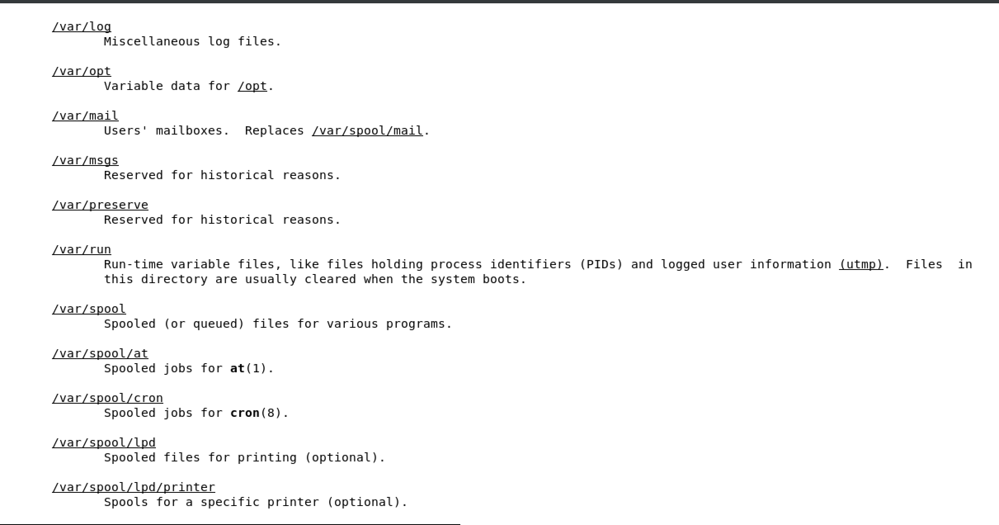 /var/log
Miscellaneous log files.
/var/opt
Variable data for /opt.
/var/mail
Users' mailboxes.  Replaces /var/spool/mail.
/var/msgs
Reserved for historical reasons.
/var/preserve
Reserved for historical reasons.
/var/run
Run-time variable files, like files holding process identifiers (PIDs) and logged user information (utmp).  Files  in
this directory are usually cleared when the system boots.
/var/spool
Spooled (or queued) files for various programs.
/var/spool/at
Spooled jobs for at(1).
/var/spool/cron
Spooled jobs for cron(8).
/var/spool/lpd
Spooled files for printing (optional).
/var/spool/lpd/printer
Spools for a specific printer (optional).